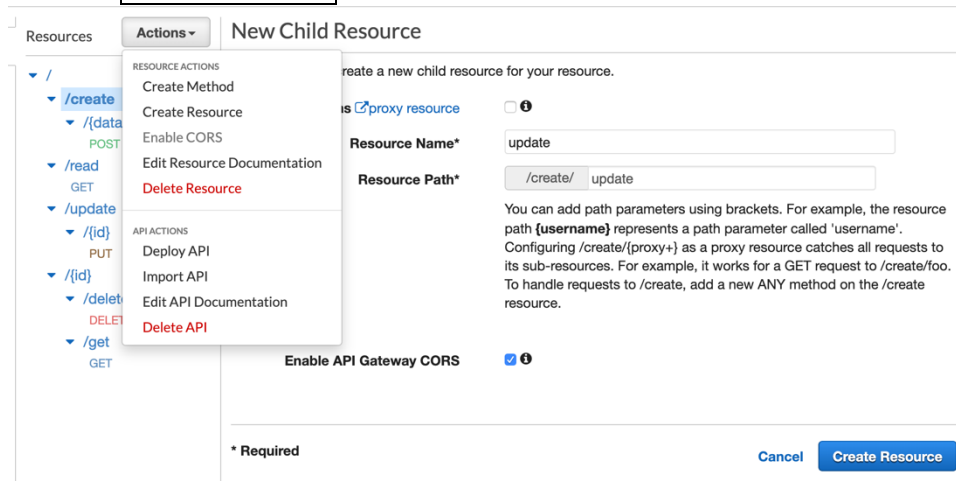 Resources
Actions
New Child Resource
/
/create
/{data
POST
/read
GET
/update
/{id}
PUT
/{id}
/delet
DELET
/get
GET
RESOURCE ACTIONS
Create Method
Create Resource
Enable CORS
Edit Resource Documentation
Delete Resource
API ACTIONS
Deploy API
Import API
Edit API Documentation
Delete API
reate a new child resource for your resource.
proxy resource
Resource Name*
update
Resource Path*
/create/ update
You can add path parameters using brackets. For example, the resource
path {username} represents a path parameter called 'username'.
Configuring /create/{proxy+} as a proxy resource catches all requests to
its sub-resources. For example, it works for a GET request to /create/foo.
To handle requests to /create, add a new ANY method on the /create
resource.
Enable API Gateway CORS
* Required
Cancel
Create Resource